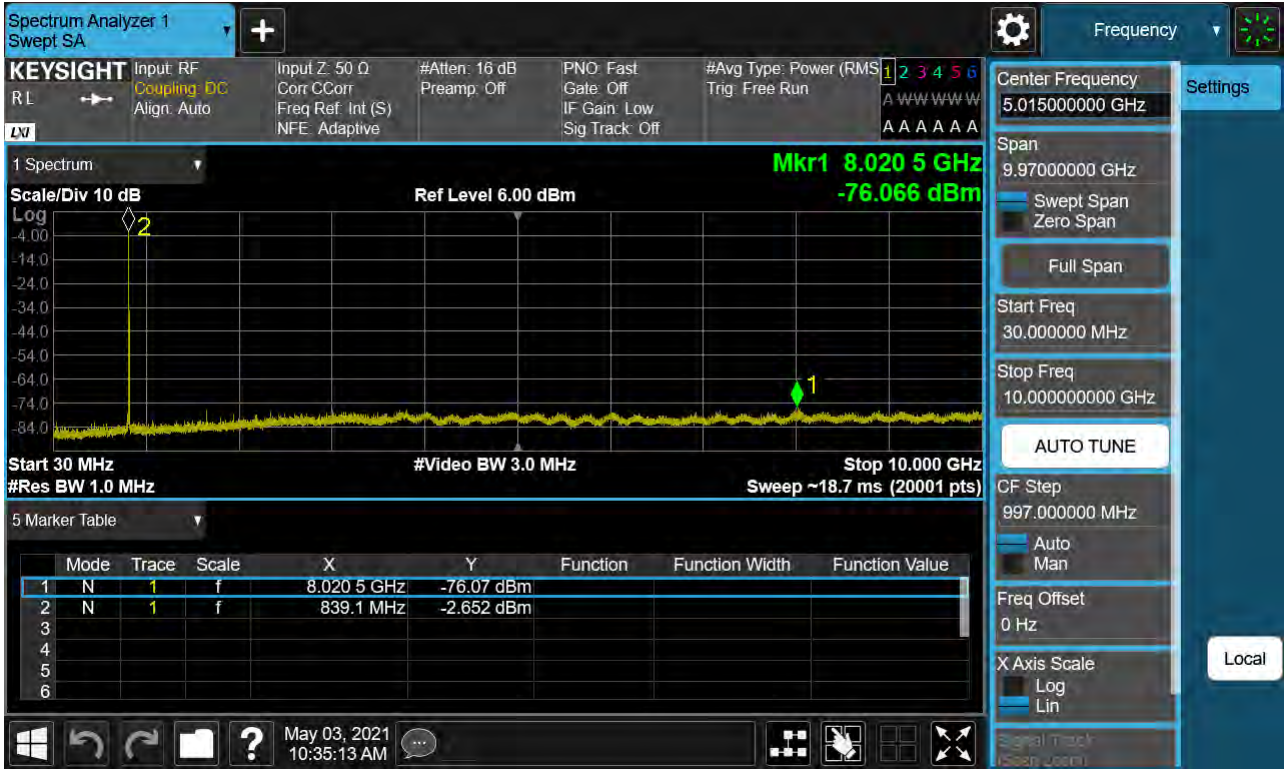 Spectrum Analyzer 1
Swept SA
Frequency
KEYSIGHT
R L
LXI
Input: RF
Coupling: DC
Align: Auto
Input Z: 50 Ω
Corr CCorr
Freq Ref: Int (S)
NFE: Adaptive
#Atten: 16 dB
Preamp: Off
PNO: Fast
Gate: Off
IF Gain: Low
Sig Track: Off
#Avg Type: Power (RMS
Trig: Free Run
1 2 3 4 5 6
A W W W W W
A A A A A A
1 Spectrum
Mkr1 8.020 5 GHz
-76.066 dBm
Scale/Div 10 dB
Ref Level 6.00 dBm
Log
-4.00
-14.0
-24.0
-34.0
-44.0
-54.0
-64.0
-74.0
-84.0
2
1
Start 30 MHz
#Video BW 3.0 MHz
Stop 10.000 GHz
#Res BW 1.0 MHz
Sweep ~18.7 ms (20001 pts)
5 Marker Table
Mode Trace Scale X Y Function Function Width Function Value
1 N 1 f 8.020 5 GHz -76.07 dBm
2 N 1 f 839.1 MHz -2.652 dBm
3
4
5
6
?
May 03, 2021
10:35:13 AM
Center Frequency
5.015000000 GHz
Span
9.97000000 GHz
Swept Span
Zero Span
Full Span
Start Freq
30.000000 MHz
Stop Freq
10.000000000 GHz
AUTO TUNE
CF Step
997.000000 MHz
Auto
Man
Freq Offset
0 Hz
X Axis Scale
Log
Lin
Signal Track
(Span Zoom)
Settings
Local